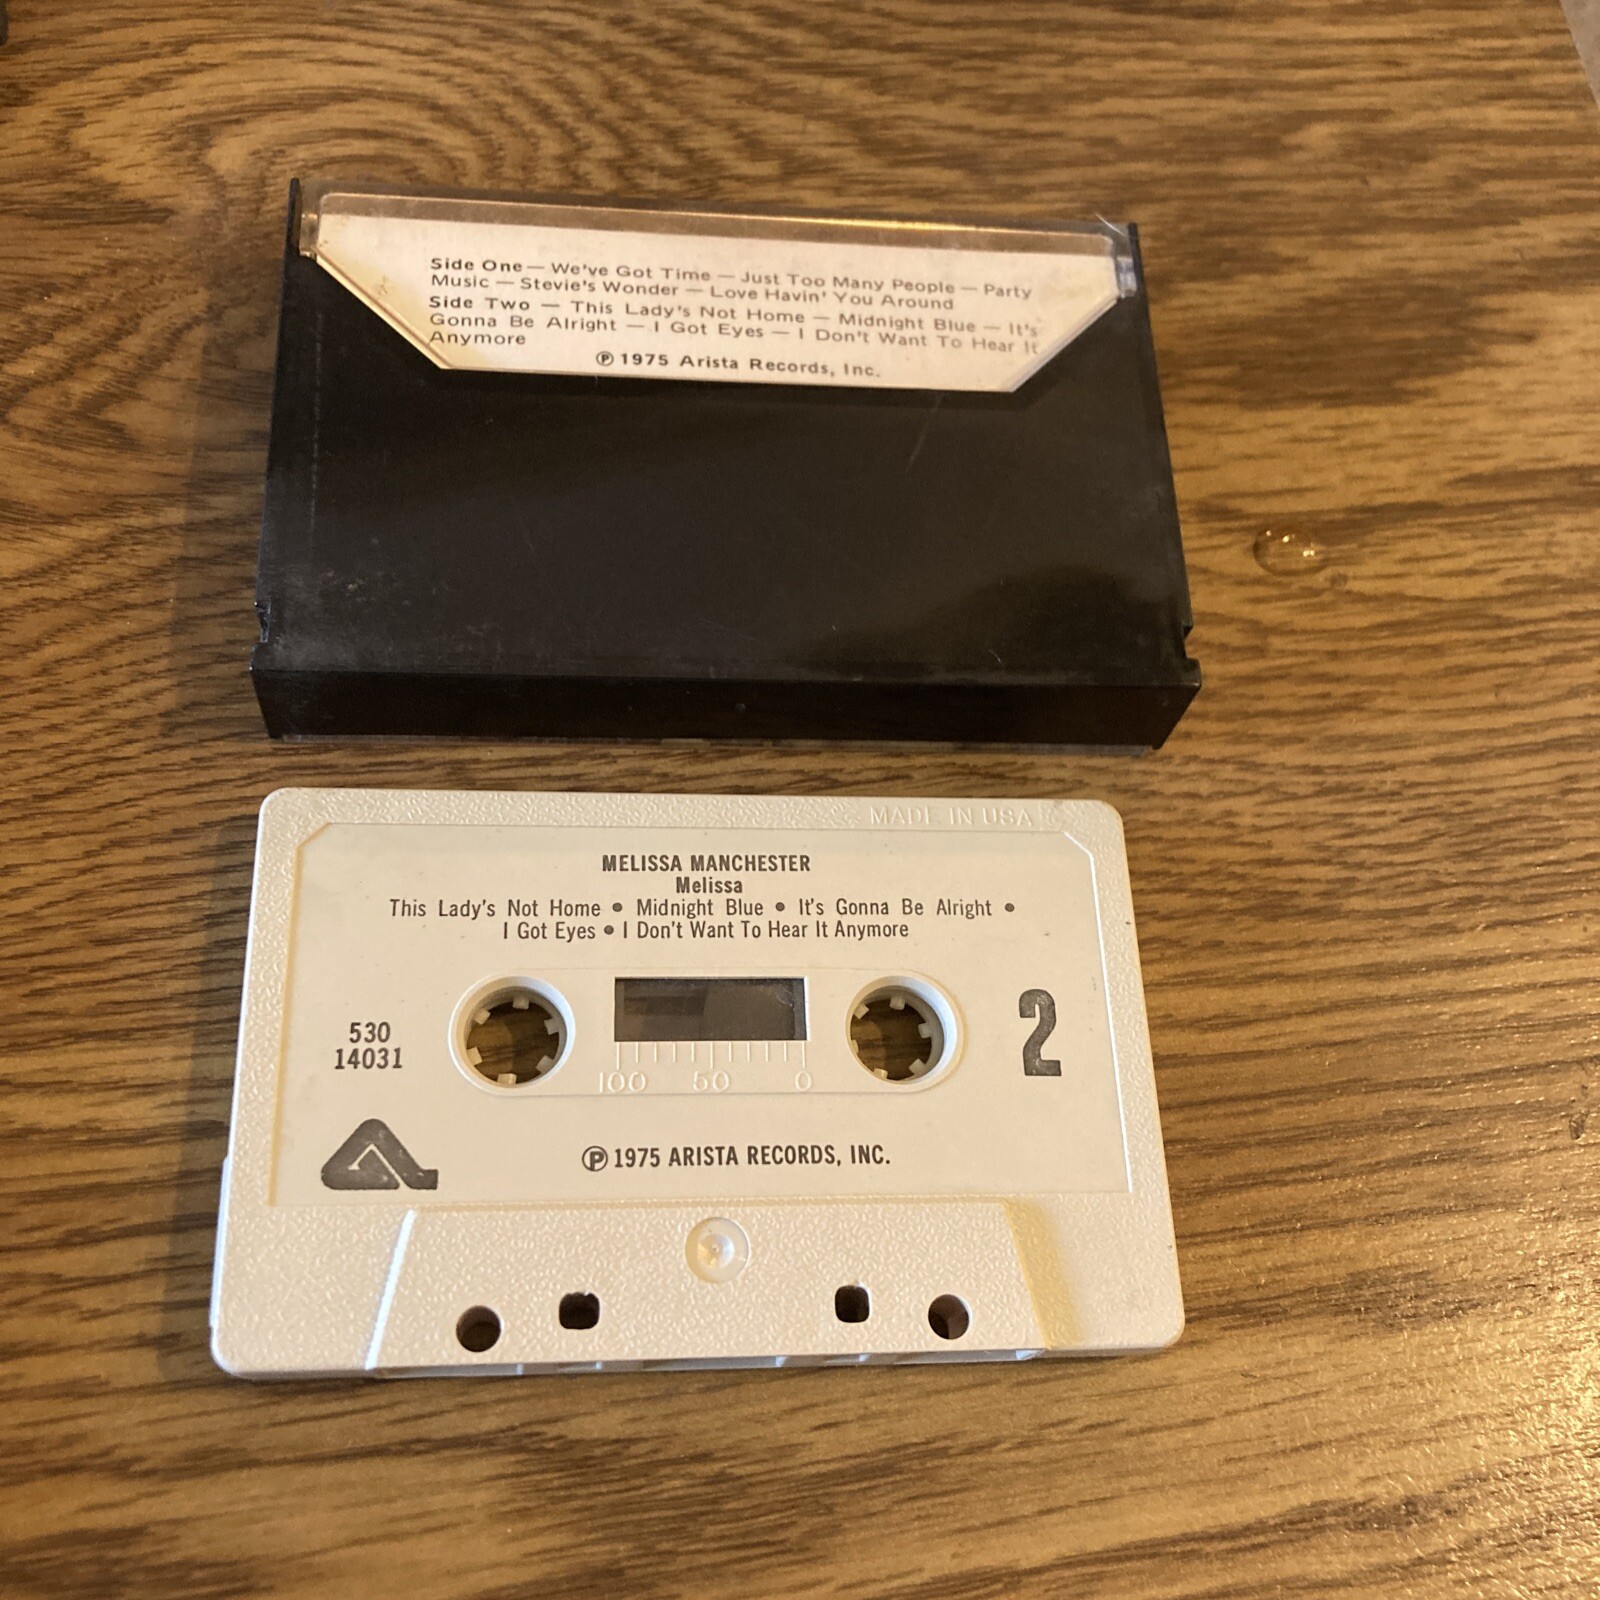 Side One — We've Got Time — Just Too Many People — Party
Music — Stevie's Wonder — Love Havin' You Around
Side Two — This Lady's Not Home — Midnight Blue — It's
Gonna Be Alright — I Got Eyes — I Don't Want To Hear It
Anymore
℗ 1975 Arista Records, Inc.
MADE IN USA
MELISSA MANCHESTER
Melissa
This Lady's Not Home • Midnight Blue • It's Gonna Be Alright •
I Got Eyes • I Don't Want To Hear It Anymore
530
14031
2
100 50 0
℗ 1975 ARISTA RECORDS, INC.